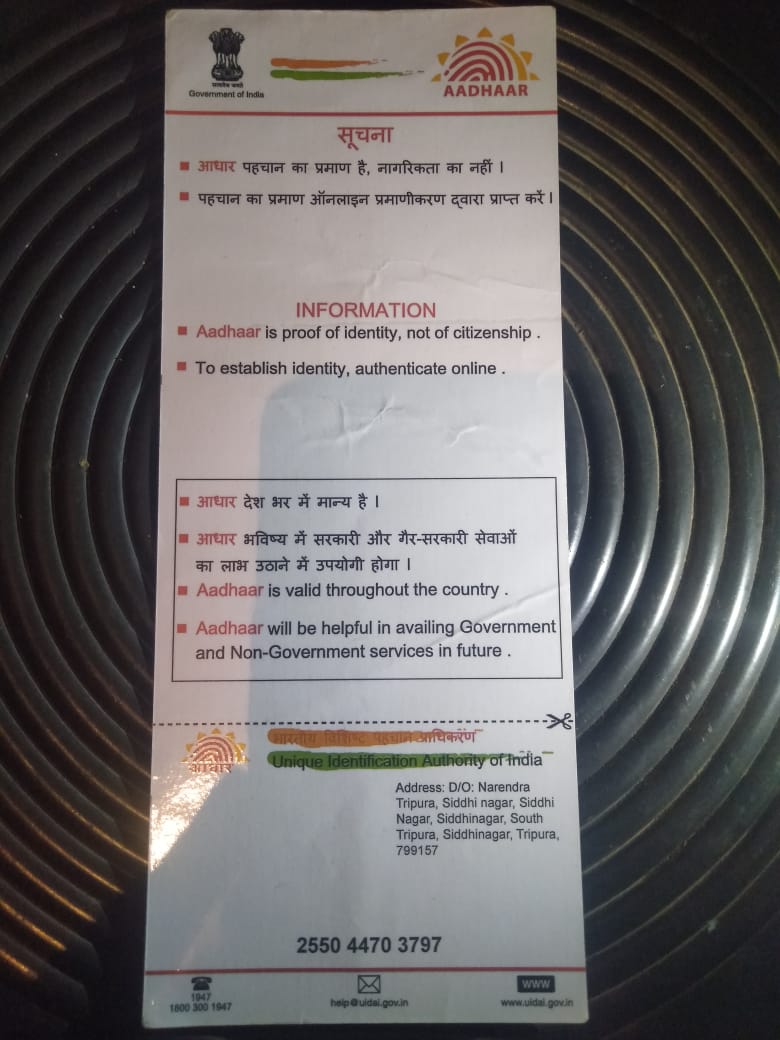 सत्यमेव जयते
Government of India
AADHAAR
सूचना
आधार पहचान का प्रमाण है, नागरिकता का नहीं ।
पहचान का प्रमाण ऑनलाइन प्रमाणीकरण द्वारा प्राप्त करें ।
INFORMATION
Aadhaar is proof of identity, not of citizenship .
To establish identity, authenticate online .
आधार देश भर में मान्य है ।
आधार भविष्य में सरकारी और गैर-सरकारी सेवाओं
का लाभ उठाने में उपयोगी होगा ।
Aadhaar is valid throughout the country .
Aadhaar will be helpful in availing Government
and Non-Government services in future .
भारतीय विशिष्ट पहचान आधिकरण
आधार
Unique Identification Authority of India
Address: D/O: Narendra
Tripura, Siddhi nagar, Siddhi
Nagar, Siddhinagar, South
Tripura, Siddhinagar, Tripura,
799157
2550 4470 3797
1947
1800 300 1947
help@uidai.gov.in
www
www.uidai.gov.in